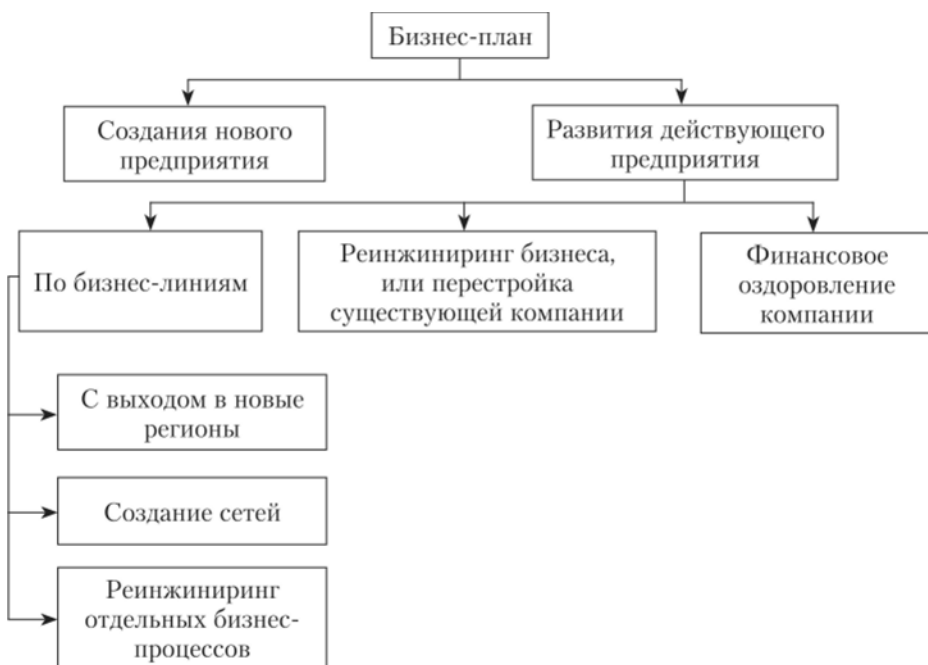 Бизнес-план
Создания нового
предприятия
Развития действующего
предприятия
По бизнес-линиям
Реинжиниринг бизнеса,
или перестройка
существующей компании
Финансовое
оздоровление
компании
С выходом в новые
регионы
Создание сетей
Реинжиниринг
отдельных бизнес-
процессов